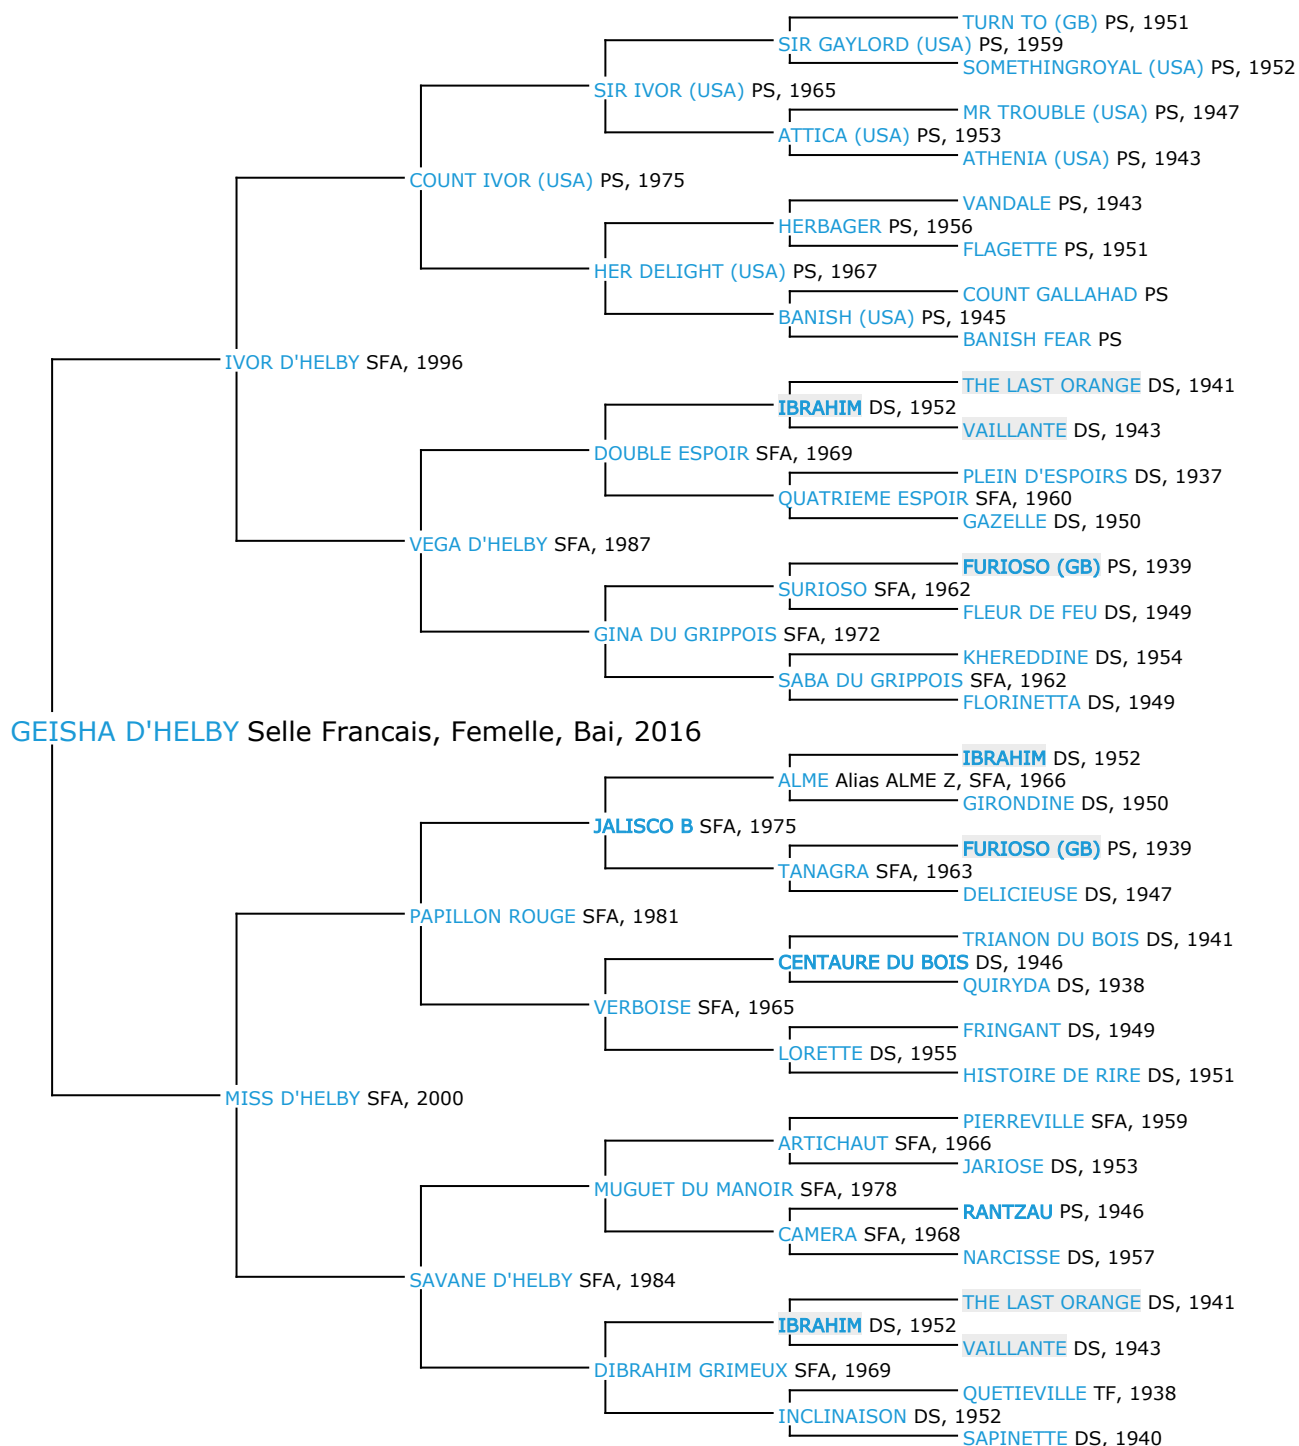 TURN TO (GB) PS, 1951
SIR GAYLORD (USA) PS, 1959
SOMETHINGROYAL (USA) PS, 1952
SIR IVOR (USA) PS, 1965
MR TROUBLE (USA) PS, 1947
ATTICA (USA) PS, 1953
ATHENIA (USA) PS, 1943
COUNT IVOR (USA) PS, 1975
VANDALE PS, 1943
HERBAGER PS, 1956
FLAGETTE PS, 1951
HER DELIGHT (USA) PS, 1967
COUNT GALLAHAD PS
BANISH (USA) PS, 1945
BANISH FEAR PS
IVOR D'HELBY SFA, 1996
THE LAST ORANGE DS, 1941
IBRAHIM DS, 1952
VAILLANTE DS, 1943
DOUBLE ESPOIR SFA, 1969
PLEIN D'ESPOIRS DS, 1937
QUATRIEME ESPOIR SFA, 1960
GAZELLE DS, 1950
VEGA D'HELBY SFA, 1987
FURIOSO (GB) PS, 1939
SURIOSO SFA, 1962
FLEUR DE FEU DS, 1949
GINA DU GRIPPOIS SFA, 1972
KHEREDDINE DS, 1954
SABA DU GRIPPOIS SFA, 1962
FLORINETTA DS, 1949
GEISHA D'HELBY Selle Francais, Femelle, Bai, 2016
IBRAHIM DS, 1952
ALME Alias ALME Z, SFA, 1966
GIRONDINE DS, 1950
JALISCO B SFA, 1975
FURIOSO (GB) PS, 1939
TANAGRA SFA, 1963
DELICIEUSE DS, 1947
PAPILLON ROUGE SFA, 1981
TRIANON DU BOIS DS, 1941
CENTAURE DU BOIS DS, 1946
QUIRYDA DS, 1938
VERBOISE SFA, 1965
FRINGANT DS, 1949
LORETTE DS, 1955
HISTOIRE DE RIRE DS, 1951
MISS D'HELBY SFA, 2000
PIERREVILLE SFA, 1959
ARTICHAUT SFA, 1966
JARIOSE DS, 1953
MUGUET DU MANOIR SFA, 1978
RANTZAU PS, 1946
CAMERA SFA, 1968
NARCISSE DS, 1957
SAVANE D'HELBY SFA, 1984
THE LAST ORANGE DS, 1941
IBRAHIM DS, 1952
VAILLANTE DS, 1943
DIBRAHIM GRIMEUX SFA, 1969
QUETIEVILLE TF, 1938
INCLINAISON DS, 1952
SAPINETTE DS, 1940